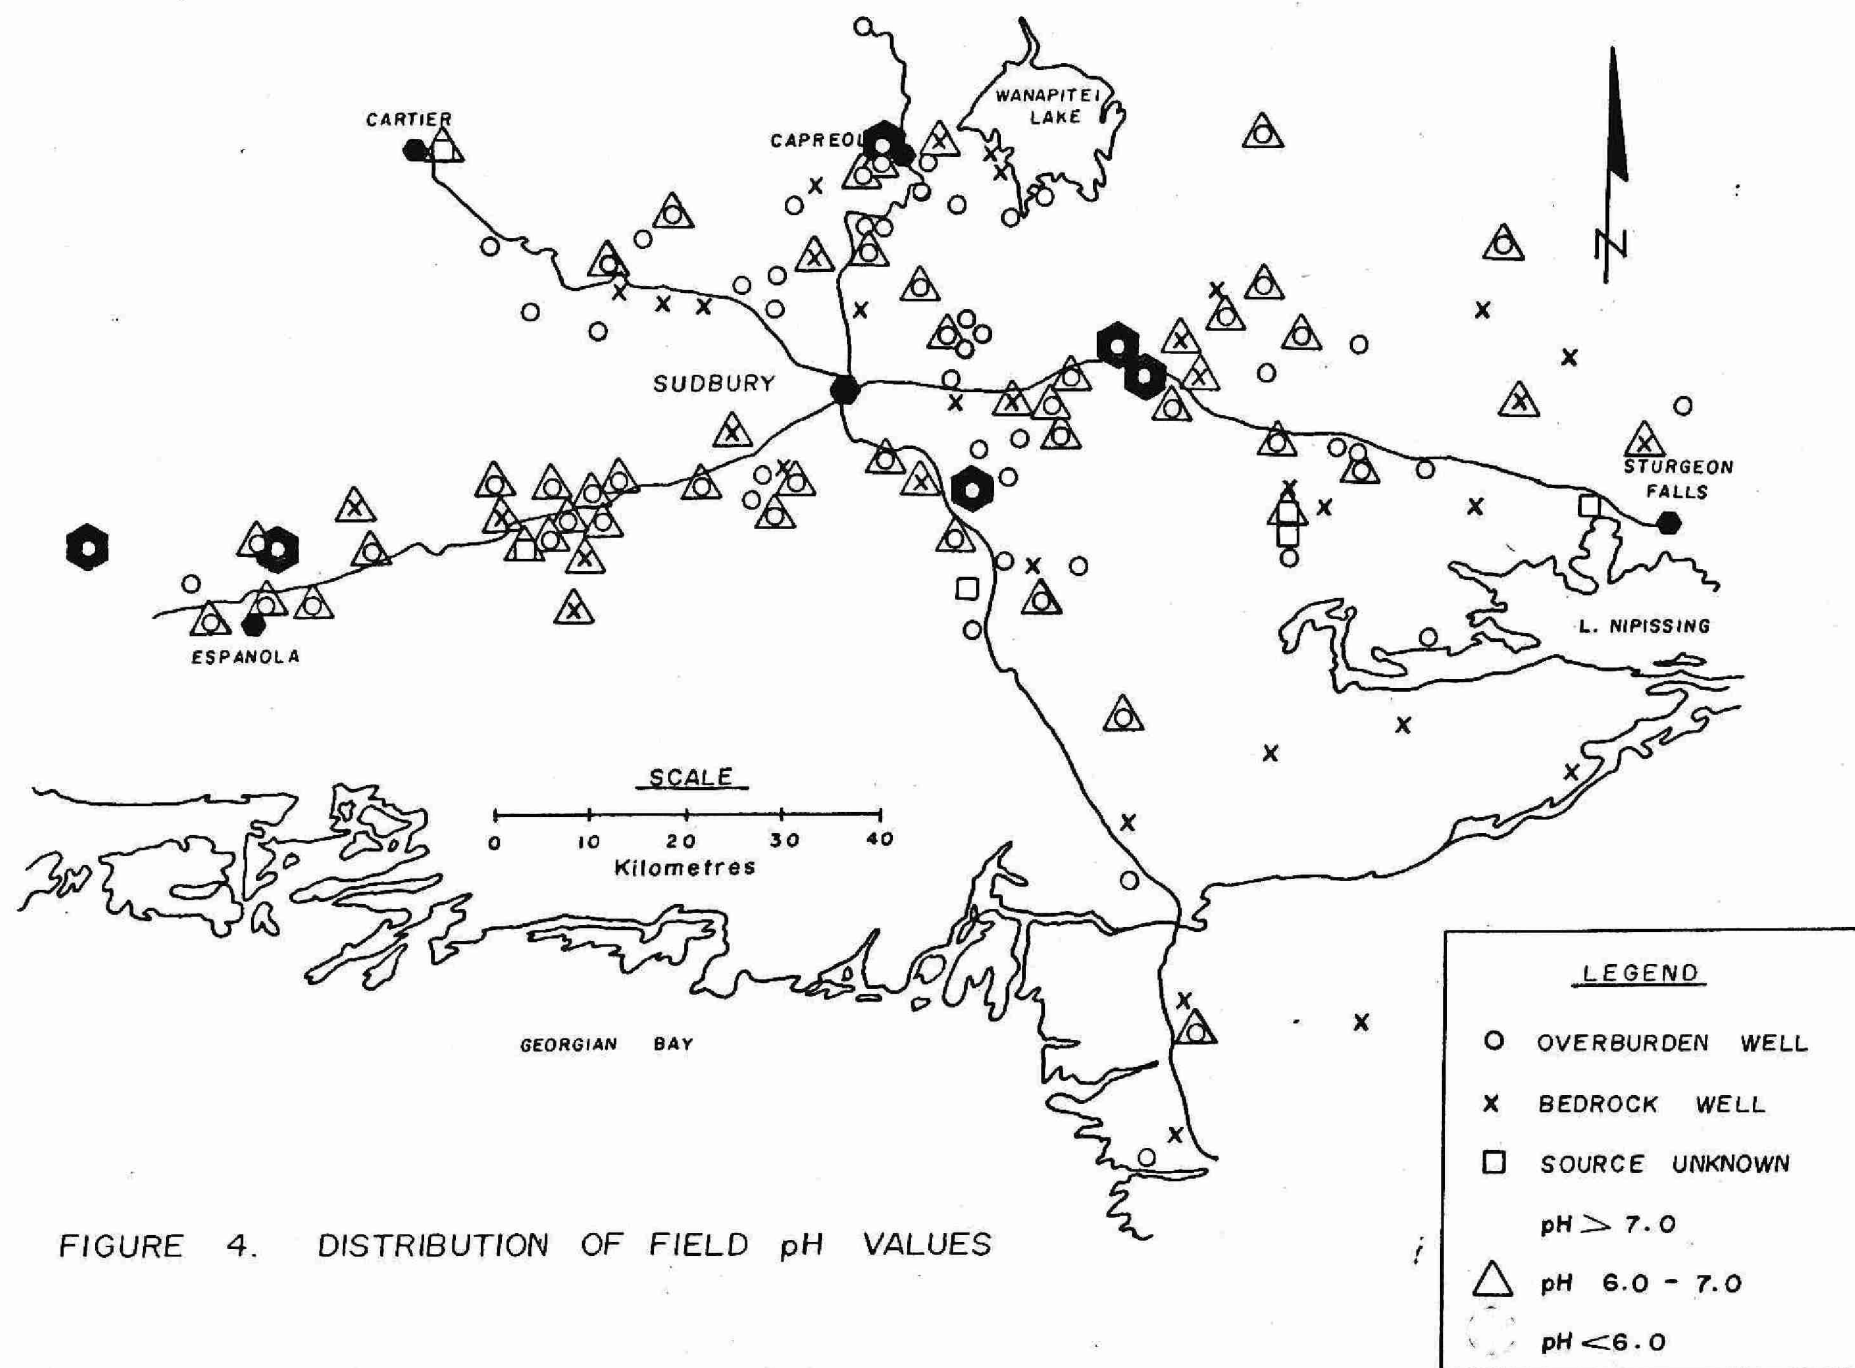 WANAPITEI
LAKE
CARTIER
CAPREOL
N
SUDBURY
STURGEON
FALLS
L. NIPISSING
ESPANOLA
SCALE
0 10 20 30 40
Kilometres
GEORGIAN BAY
LEGEND
OVERBURDEN WELL
X BEDROCK WELL
SOURCE UNKNOWN
pH > 7.0
pH 6.0 - 7.0
pH <6.0
FIGURE 4. DISTRIBUTION OF FIELD pH VALUES